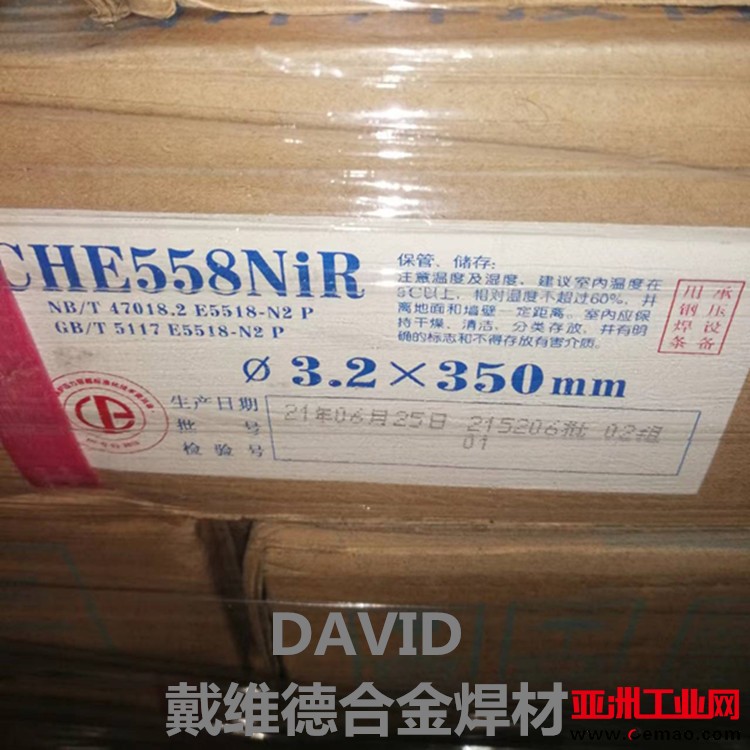 CHE558NiR
NB/T 47018.2 E5518-N2 P
GB/T 5117 E5518-N2 P
保管、储存:
注意温度及湿度、建议室内温度在
5℃以上，相对湿度不超过60%，并
离地面和墙壁一定距离。室内应保
持干燥、清洁，分类存放，并有明
确的标志和不得存放有害介质。
承压设备
用钢焊条
Ø 3.2×350mm
生产日期
批号
检验号
21年06月25日 215206批 02组
01
DAVID
戴维德合金焊材
亚洲工业网
www.cemao.com